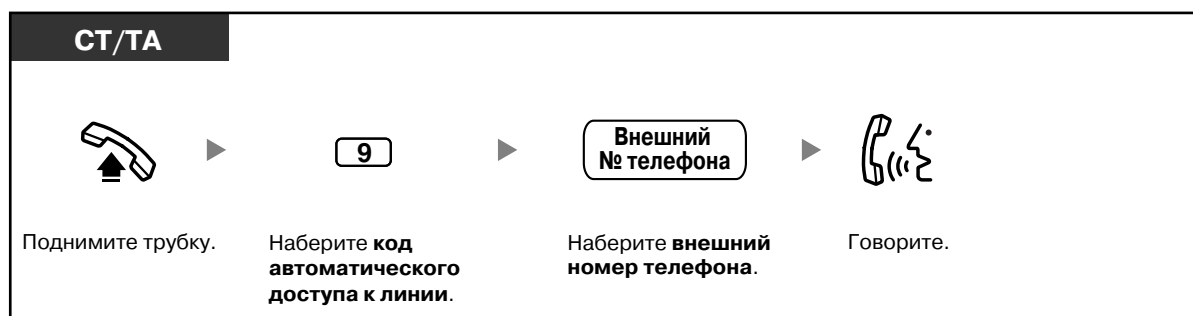 СТ/ТА
9
Внешний
№ телефона
Поднимите трубку.
Наберите код
автоматического
доступа к линии.
Наберите внешний
номер телефона.
Говорите.